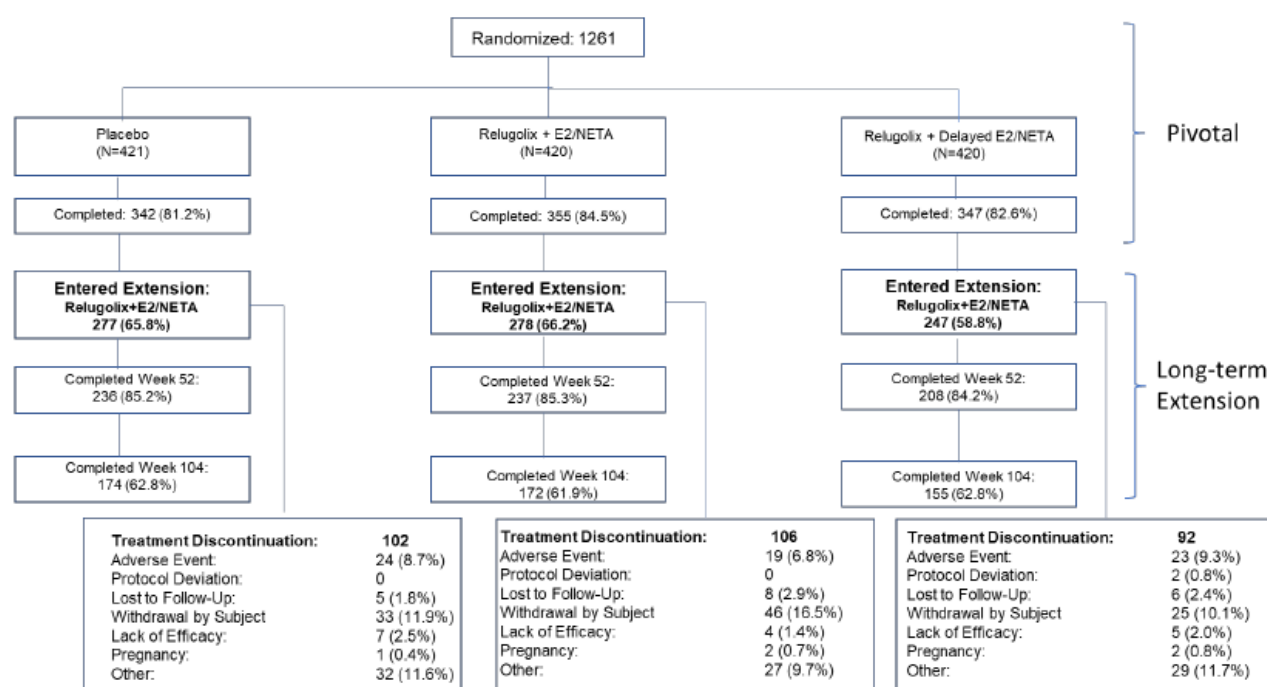 Randomized: 1261
Pivotal
Placebo
(N=421)
Relugolix + E2/NETA
(N=420)
Relugolix + Delayed E2/NETA
(N=420)
Completed: 342 (81.2%)
Completed: 355 (84.5%)
Completed: 347 (82.6%)
Entered Extension:
Relugolix+E2/NETA
277 (65.8%)
Entered Extension:
Relugolix+E2/NETA
278 (66.2%)
Entered Extension:
Relugolix+E2/NETA
247 (58.8%)
Long-term
Extension
Completed Week 52:
236 (85.2%)
Completed Week 52:
237 (85.3%)
Completed Week 52:
208 (84.2%)
Completed Week 104:
174 (62.8%)
Completed Week 104:
172 (61.9%)
Completed Week 104:
155 (62.8%)
Treatment Discontinuation: 102
Adverse Event: 24 (8.7%)
Protocol Deviation: 0
Lost to Follow-Up: 5 (1.8%)
Withdrawal by Subject 33 (11.9%)
Lack of Efficacy: 7 (2.5%)
Pregnancy: 1 (0.4%)
Other: 32 (11.6%)
Treatment Discontinuation: 106
Adverse Event: 19 (6.8%)
Protocol Deviation: 0
Lost to Follow-Up: 8 (2.9%)
Withdrawal by Subject 46 (16.5%)
Lack of Efficacy: 4 (1.4%)
Pregnancy: 2 (0.7%)
Other: 27 (9.7%)
Treatment Discontinuation: 92
Adverse Event: 23 (9.3%)
Protocol Deviation: 2 (0.8%)
Lost to Follow-Up: 6 (2.4%)
Withdrawal by Subject 25 (10.1%)
Lack of Efficacy: 5 (2.0%)
Pregnancy: 2 (0.8%)
Other: 29 (11.7%)